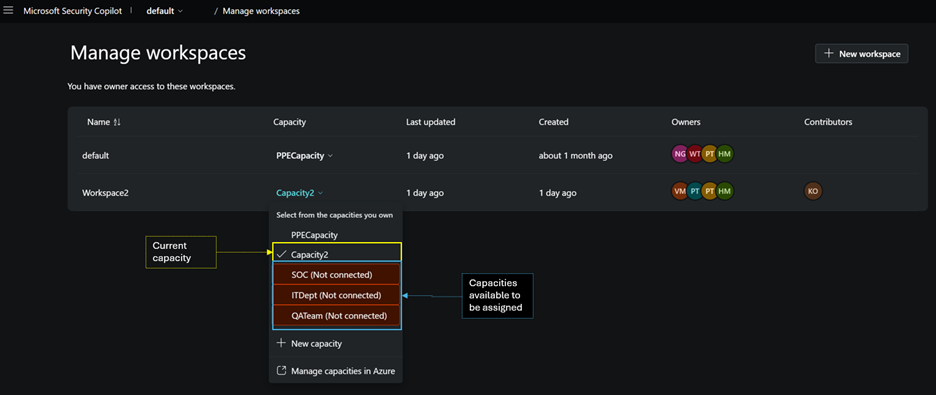 Microsoft Security Copilot | default / Manage workspaces
Manage workspaces
New workspace
You have owner access to these workspaces.
Name Capacity Last updated Created Owners Contributors
default PPECapacity 1 day ago about 1 month ago NG WT PT HM
Workspace2 Capacity2 1 day ago 1 day ago VM PT PT HM KO
Select from the capacities you own
PPECapacity
Capacity2
SOC (Not connected)
ITDept (Not connected)
QATeam (Not connected)
New capacity
Manage capacities in Azure
Current
capacity
Capacities
available to
be assigned